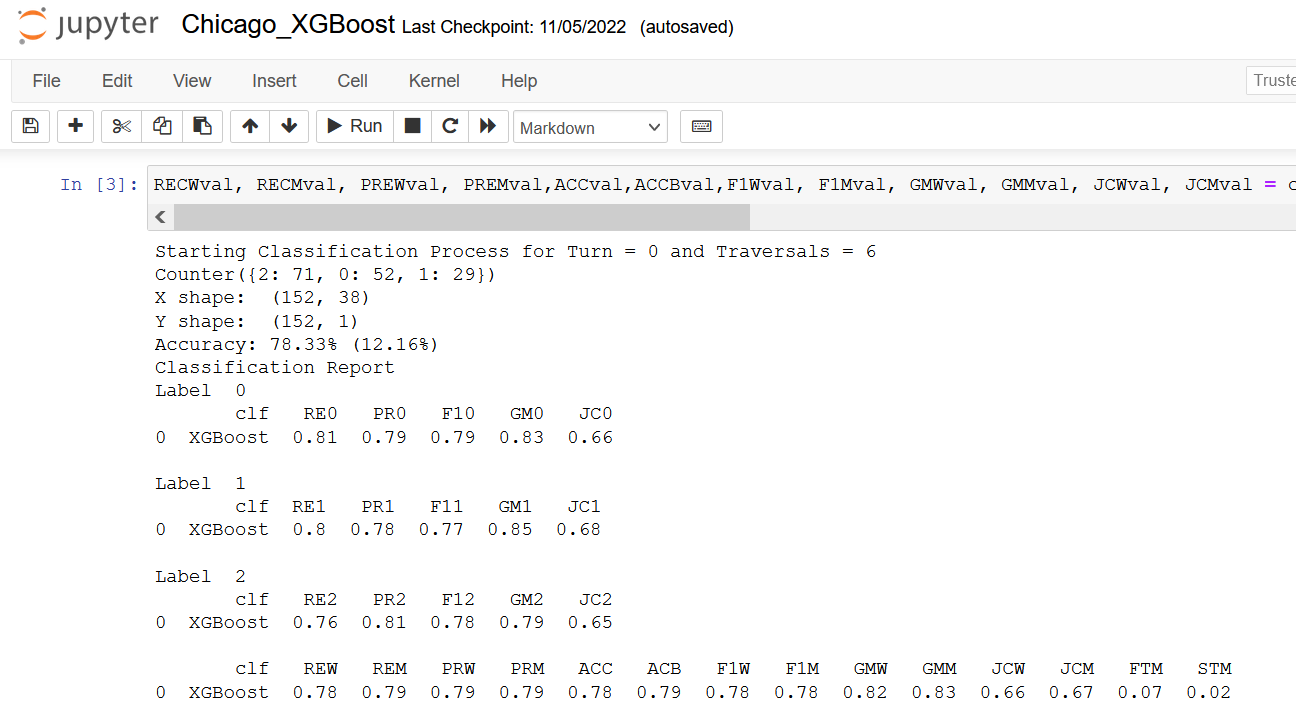 jupyter Chicago_XGBoost Last Checkpoint: 11/05/2022 (autosaved)
File Edit View Insert Cell Kernel Help Truste
Run Markdown
In [3]: RECWval, RECMval, PREWval, PREMval,ACCval,ACCBval,F1Wval, F1Mval, GMWval, GMMval, JCWval, JCMval = c
Starting Classification Process for Turn = 0 and Traversals = 6
Counter({2: 71, 0: 52, 1: 29})
X shape:  (152, 38)
Y shape:  (152, 1)
Accuracy: 78.33% (12.16%)
Classification Report
Label  0
clf RE0 PR0 F10 GM0 JC0
0 XGBoost 0.81 0.79 0.79 0.83 0.66
Label  1
clf RE1 PR1 F11 GM1 JC1
0 XGBoost 0.8 0.78 0.77 0.85 0.68
Label  2
clf RE2 PR2 F12 GM2 JC2
0 XGBoost 0.76 0.81 0.78 0.79 0.65
clf REW REM PRW PRM ACC ACB F1W F1M GMW GMM JCW JCM FTM STM
0 XGBoost 0.78 0.79 0.79 0.79 0.78 0.79 0.78 0.78 0.82 0.83 0.66 0.67 0.07 0.02